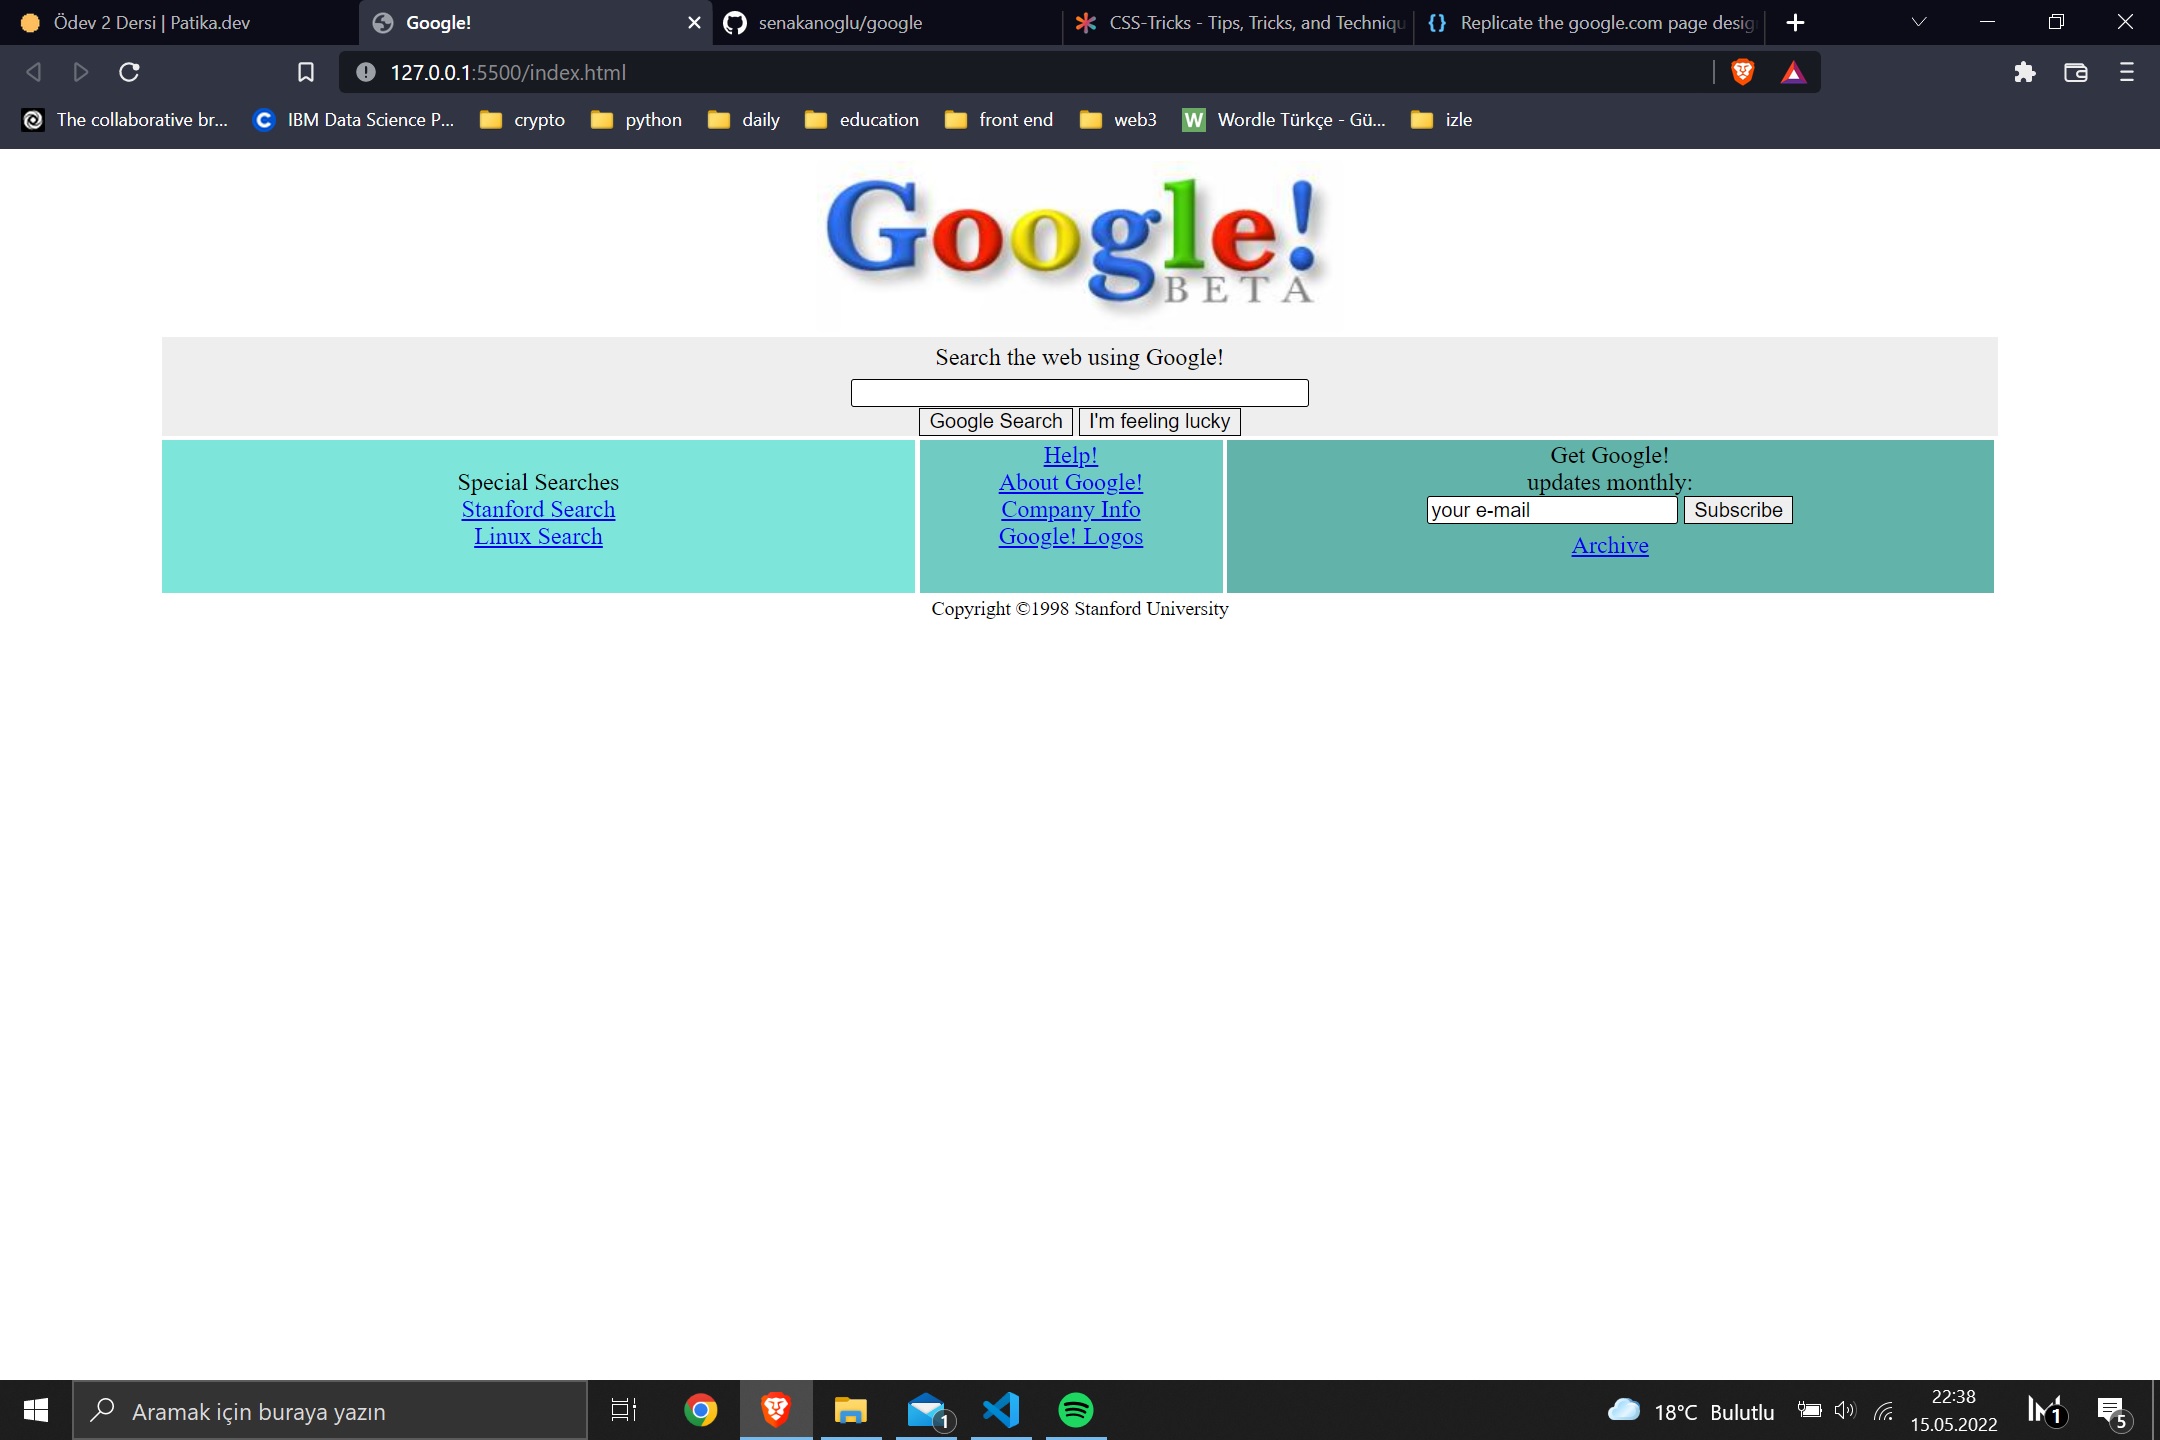 Ödev 2 Dersi | Patika.dev
Google!
senakanoglu/google
CSS-Tricks - Tips, Tricks, and Techniqu
Replicate the google.com page desig
127.0.0.1:5500/index.html
The collaborative br...
IBM Data Science P...
crypto
python
daily
education
front end
web3
W
Wordle Türkçe - Gü...
izle
Google!
BETA
Search the web using Google!
Google Search
I'm feeling lucky
Special Searches
Stanford Search
Linux Search
Help!
About Google!
Company Info
Google! Logos
Get Google!
updates monthly:
your e-mail
Subscribe
Archive
Copyright ©1998 Stanford University
Aramak için buraya yazın
1
18°C Bulutlu
22:38
15.05.2022
1
5